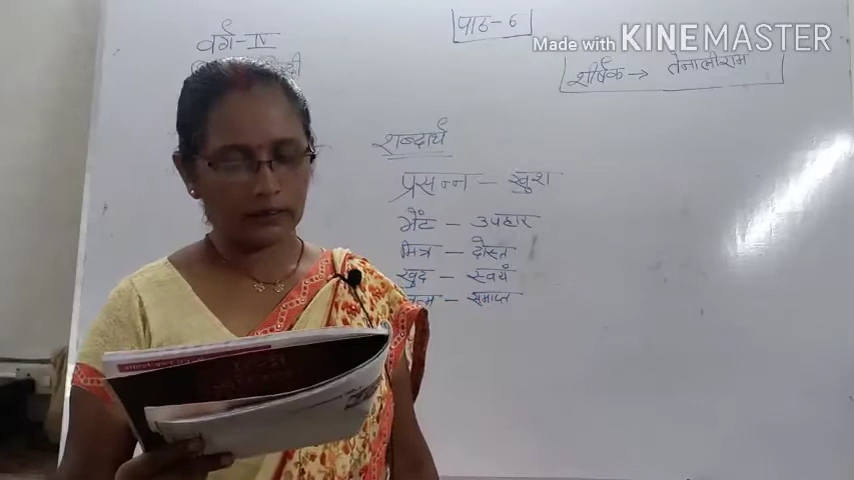 वर्ग-IV
पाठ-6
Made with KINEMASTER
शीर्षक → तेनालीराम
शब्दार्थ
प्रसन्न - खुश
भेंट - उपहार
मित्र - दोस्त
खुद - स्वयं
- समाप्त